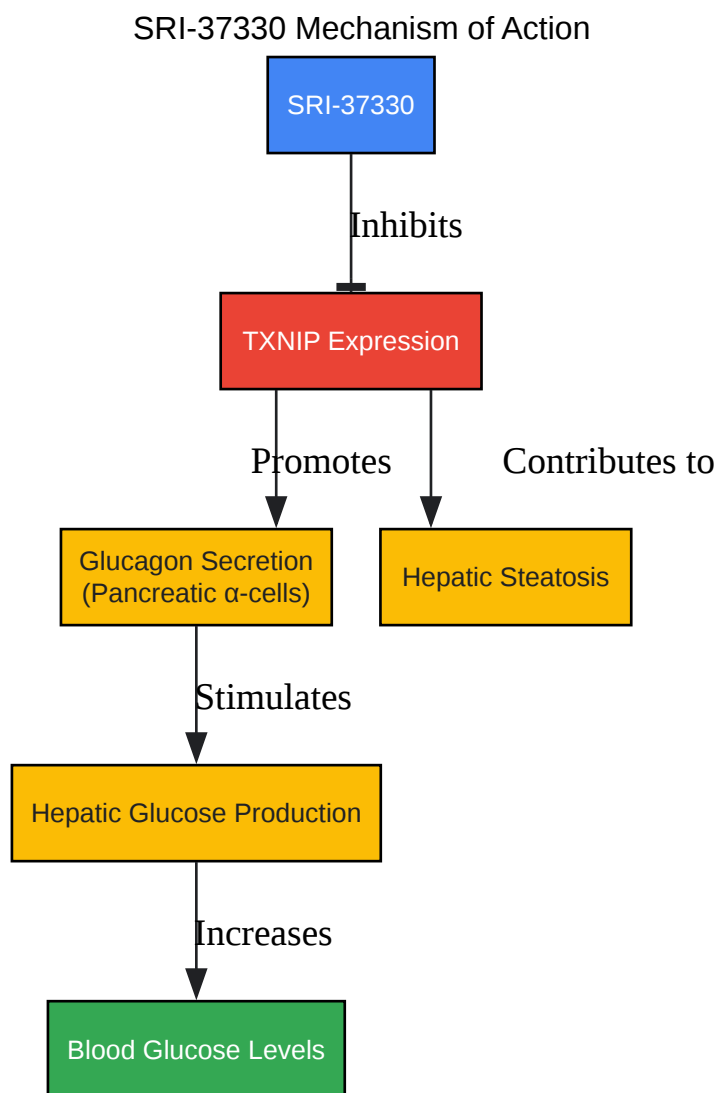 SRI-37330 Mechanism of Action
SRI-37330
Inhibits
TXNIP Expression
Promotes
Contributes to
Glucagon Secretion
(Pancreatic α-cells)
Hepatic Steatosis
Stimulates
Hepatic Glucose Production
Increases
Blood Glucose Levels